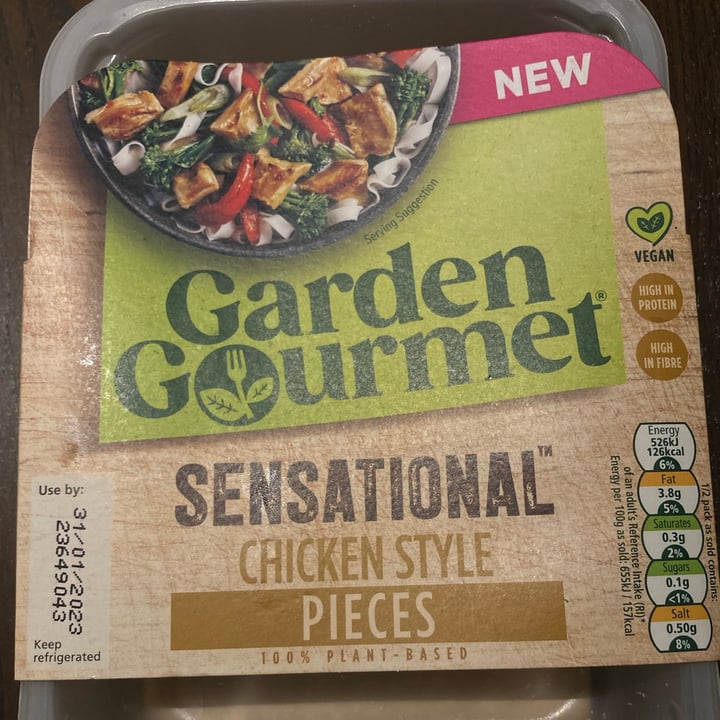 NEW
Serving Suggestion
Garden
Gourmet®
VEGAN
HIGH IN
PROTEIN
HIGH
IN FIBRE
SENSATIONAL™
CHICKEN STYLE
PIECES
100% PLANT-BASED
Use by:
31/01/2023
23649043
Keep
refrigerated
1/2 pack as sold contains:
Energy
526kJ
126kcal
6%
Fat
3.8g
5%
Saturates
0.3g
2%
Sugars
0.1g
<1%
Salt
0.50g
8%
of an adult's Reference Intake (RI)*
Energy per 100g as sold: 655kJ / 157kcal